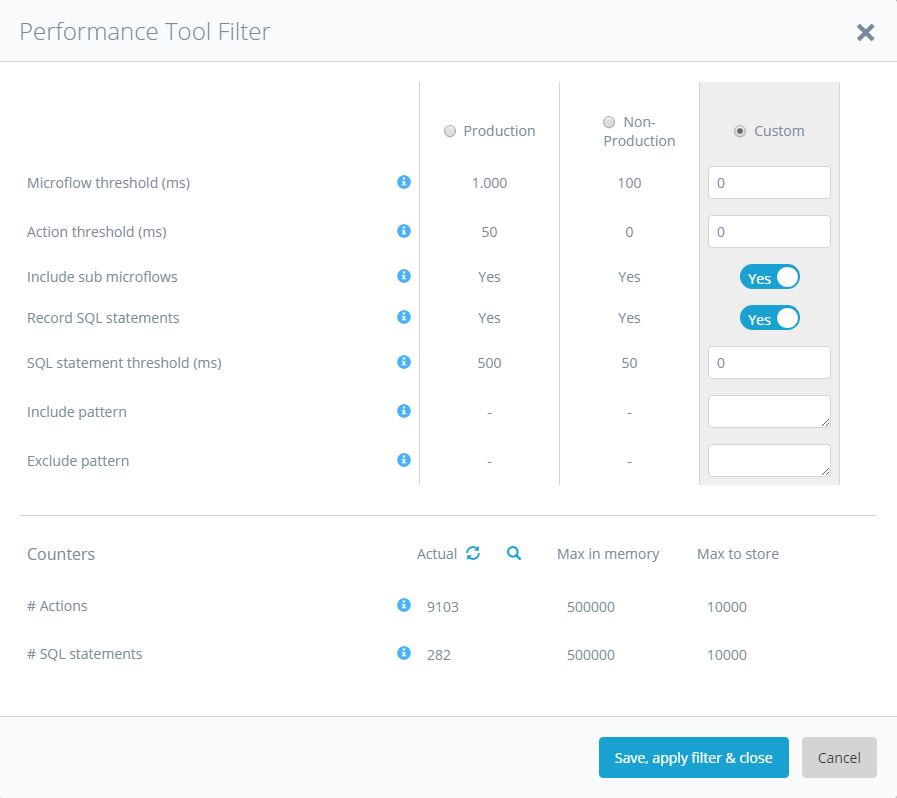 Performance Tool Filter
Production
Non-
Production
Custom
Microflow threshold (ms) 1.000 100 0
Action threshold (ms) 50 0 0
Include sub microflows Yes Yes Yes
Record SQL statements Yes Yes Yes
SQL statement threshold (ms) 500 50 0
Include pattern - -
Exclude pattern - -
Counters Actual Max in memory Max to store
# Actions 9103 500000 10000
# SQL statements 282 500000 10000
Save, apply filter & close Cancel